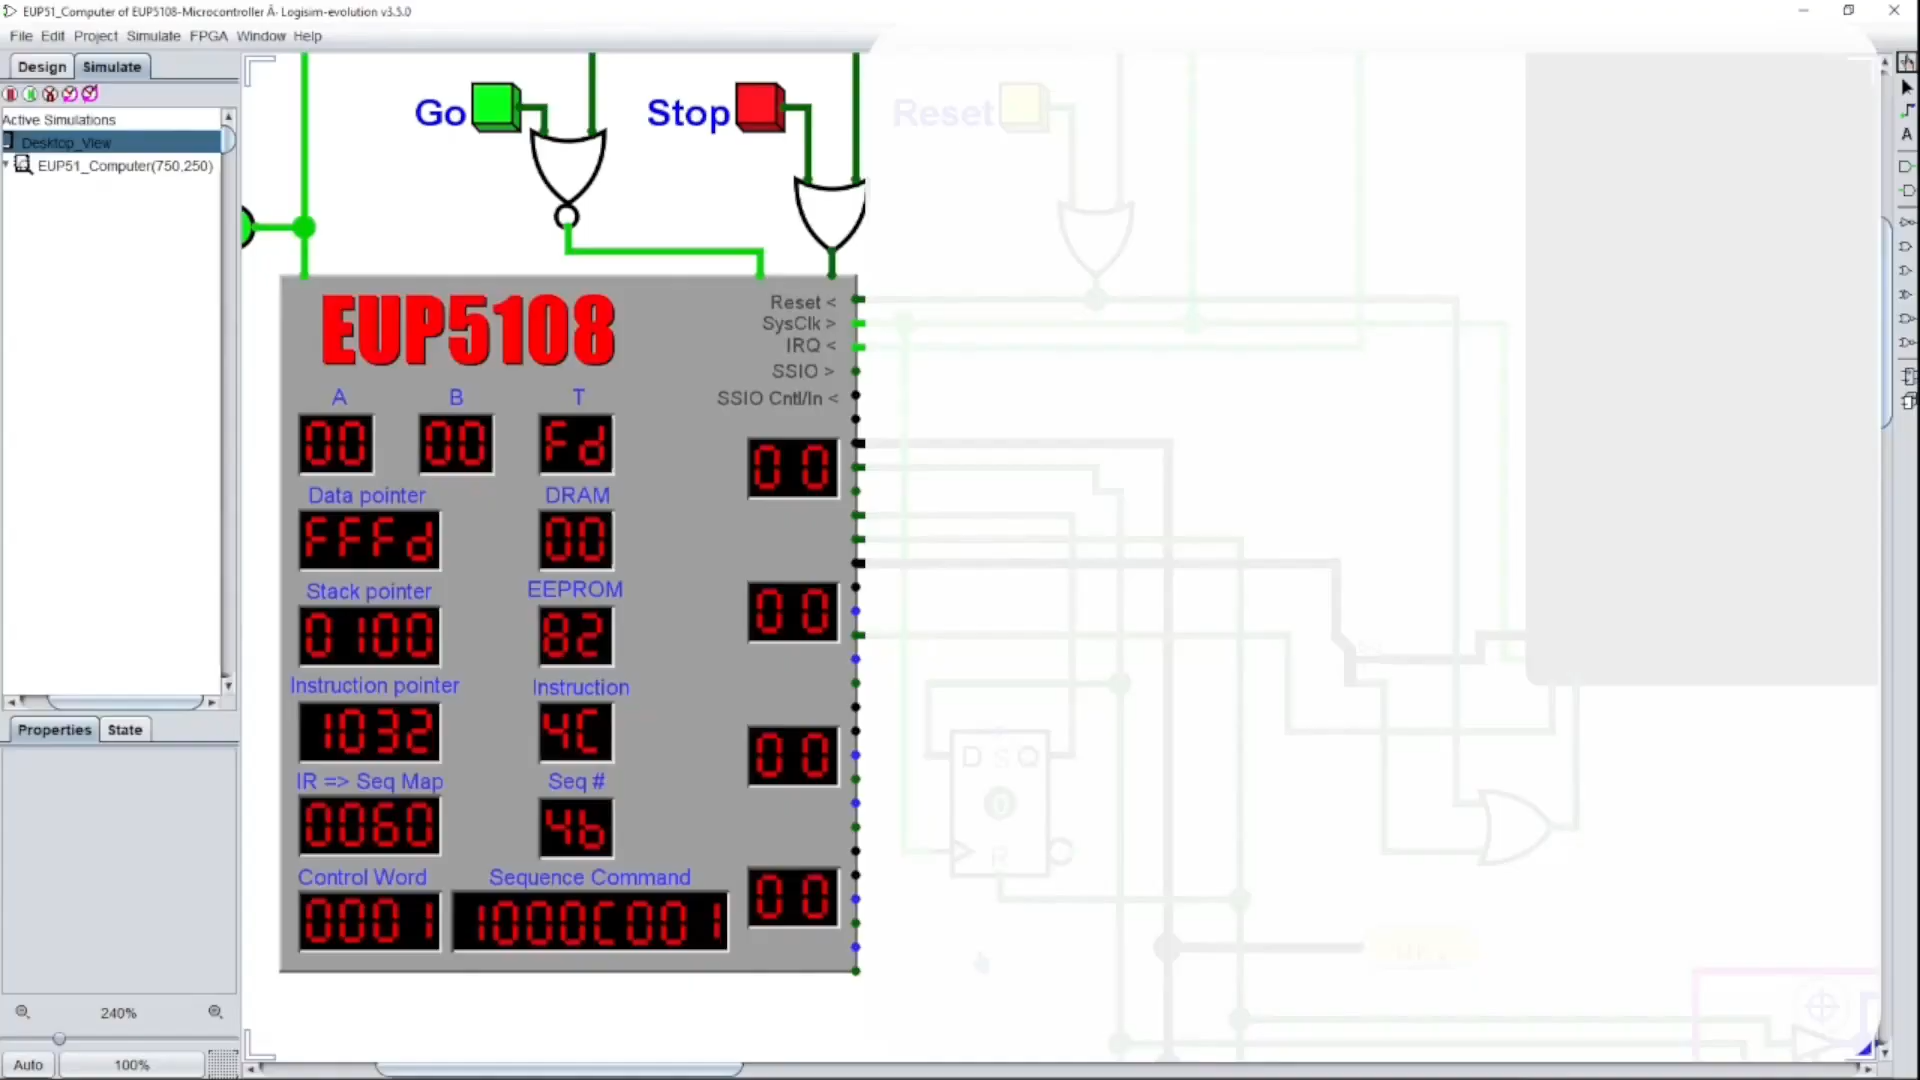 EUP51_Computer of EUP5108-Microcontroller Â· Logisim-evolution v3.5.0
File Edit Project Simulate FPGA Window Help
Design Simulate
Active Simulations
Desktop_View
EUP51_Computer(750,250)
Go
Stop
Reset
EUP5108
Reset <
SysClk >
IRQ <
SSIO >
SSIO Cntl/In <
A B T
00 00 Fd
00
Data pointer DRAM
FFFd 00
Stack pointer EEPROM
0100 82
00
Instruction pointer Instruction
1032 4C
00
IR => Seq Map Seq #
0060 4b
Control Word Sequence Command
0001 1000C001
00
D S Q
0
R
Properties State
240%
Auto 100%